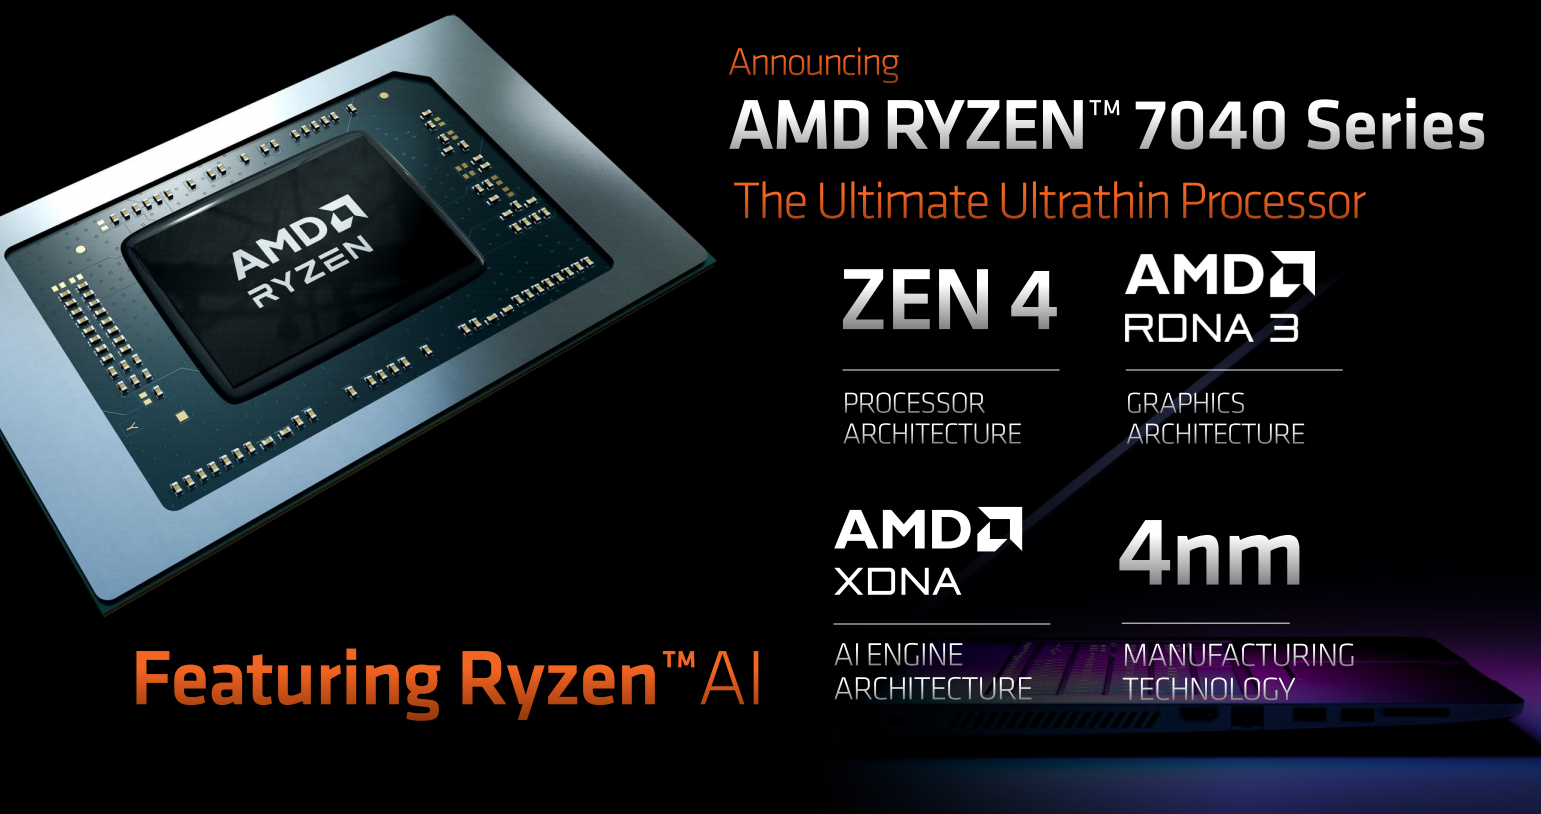 AMD
RYZEN
Announcing
AMD RYZEN™ 7040 Series
The Ultimate Ultrathin Processor
ZEN 4
PROCESSOR
ARCHITECTURE
AMD
RDNA 3
GRAPHICS
ARCHITECTURE
AMD
XDNA
AI ENGINE
ARCHITECTURE
4nm
MANUFACTURING
TECHNOLOGY
Featuring Ryzen™ AI